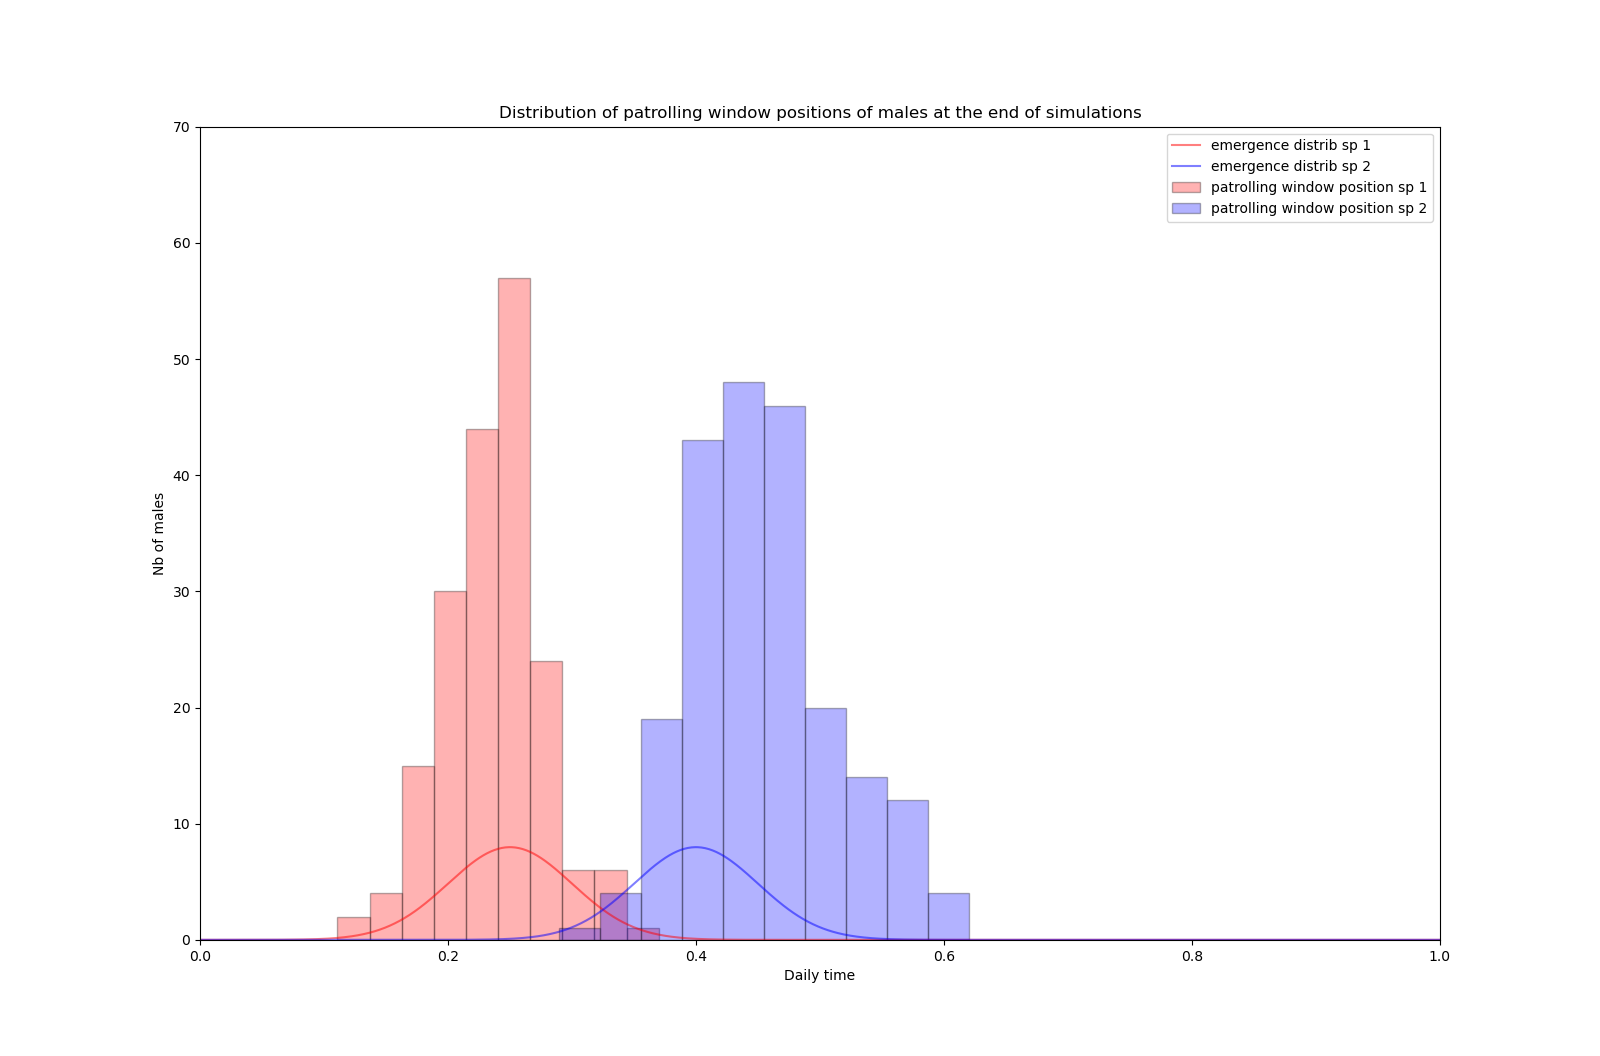 Distribution of patrolling window positions of males at the end of simulations
70
60
50
40
30
20
10
0
Nb of males
emergence distrib sp 1
emergence distrib sp 2
patrolling window position sp 1
patrolling window position sp 2
0.0 0.2 0.4 0.6 0.8 1.0
Daily time